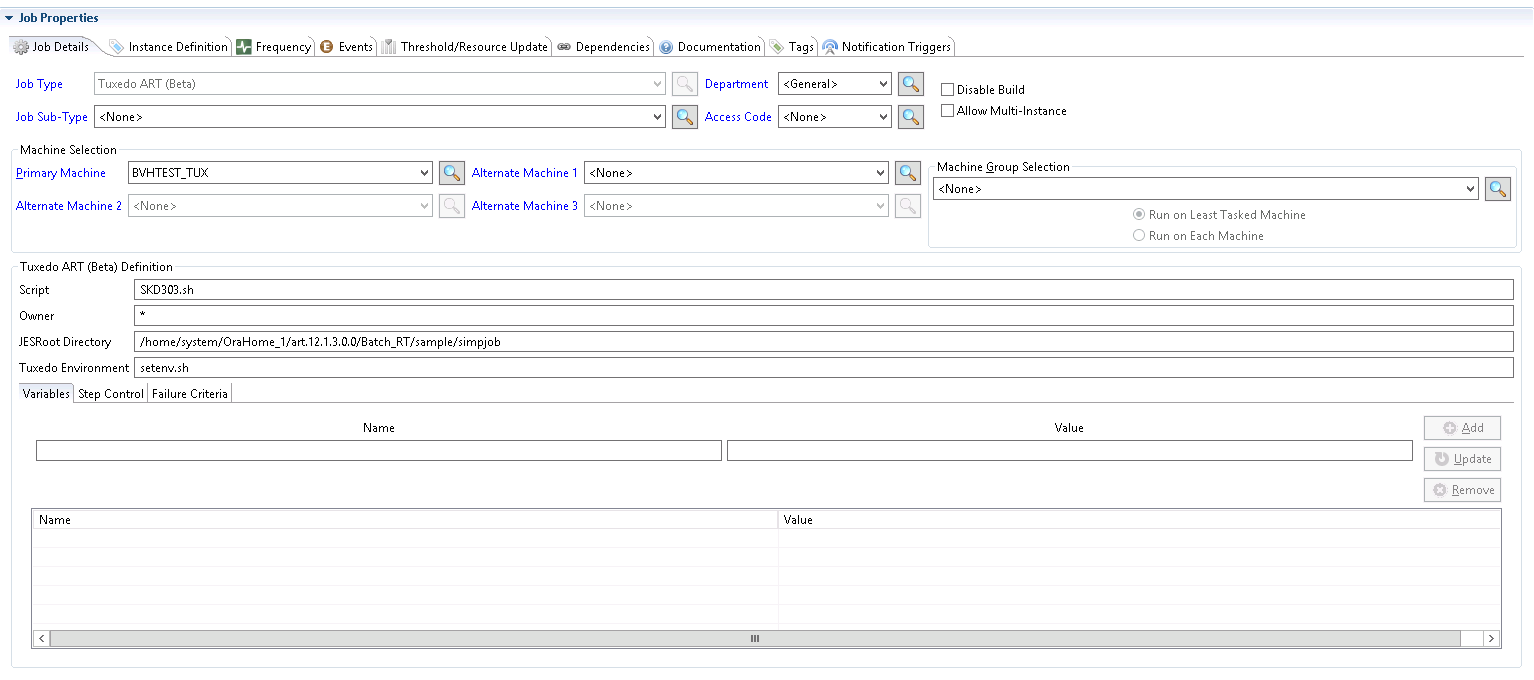 Job Properties
Job Details Instance Definition Frequency Events Threshold/Resource Update Dependencies Documentation Tags Notification Triggers
Job Type Tuxedo ART (Beta) Department <General> Disable Build
Job Sub-Type <None> Access Code <None> Allow Multi-Instance
Machine Selection
Primary Machine BVHTEST_TUX Alternate Machine 1 <None>
Alternate Machine 2 <None> Alternate Machine 3 <None>
Machine Group Selection
<None>
Run on Least Tasked Machine
Run on Each Machine
Tuxedo ART (Beta) Definition
Script SKD303.sh
Owner *
JESRoot Directory /home/system/OraHome_1/art.12.1.3.0.0/Batch_RT/sample/simpjob
Tuxedo Environment setenv.sh
Variables Step Control Failure Criteria
Name Value
Add
Update
Remove
Name Value